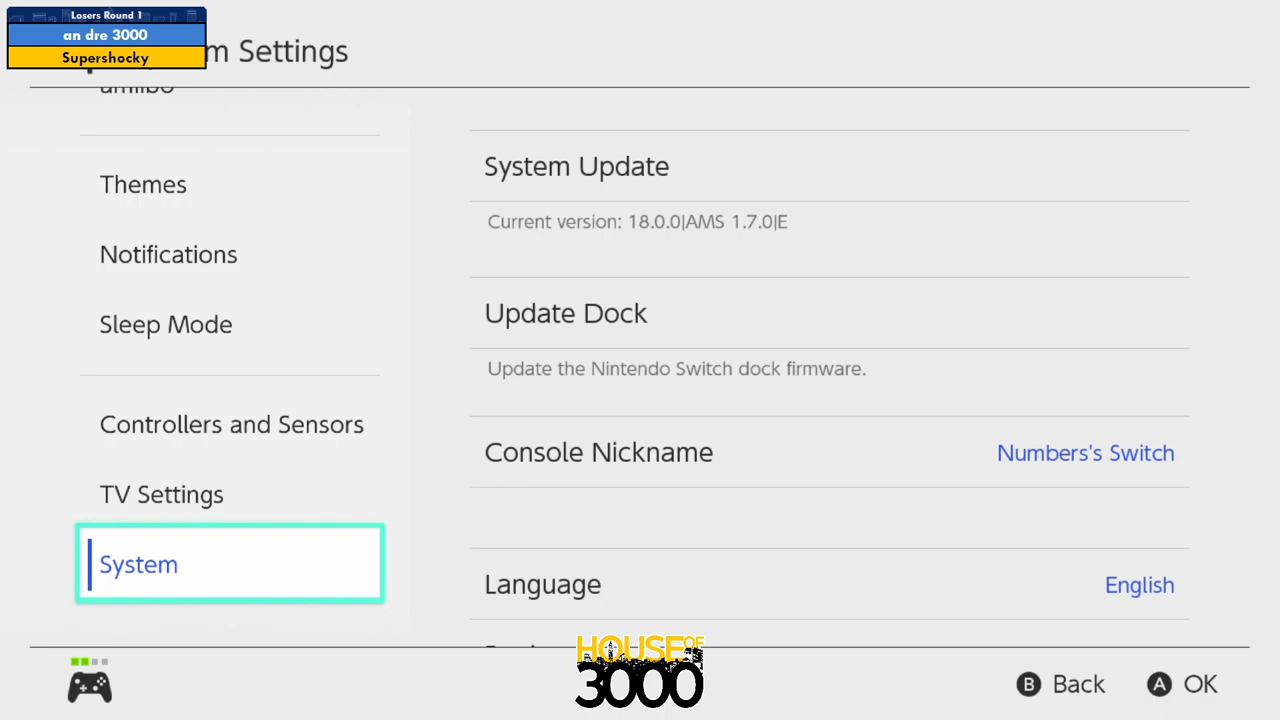 Losers Round 1
an dre 3000
Supershocky
m Settings
amiibo
Themes
Notifications
Sleep Mode
Controllers and Sensors
TV Settings
System
System Update
Current version: 18.0.0|AMS 1.7.0|E
Update Dock
Update the Nintendo Switch dock firmware.
Console Nickname
Numbers's Switch
Language
English
HOUSE OF
3000
B Back
A OK